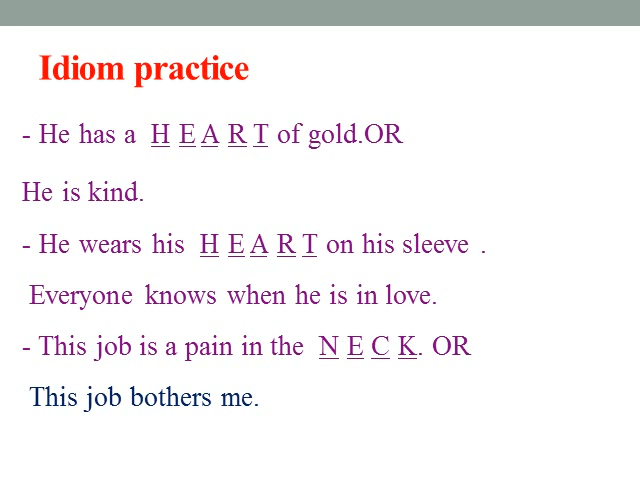 Idiom practice
- He has a H E A R T of gold.OR
He is kind.
- He wears his H E A R T on his sleeve .
Everyone knows when he is in love.
- This job is a pain in the N E C K. OR
This job bothers me.